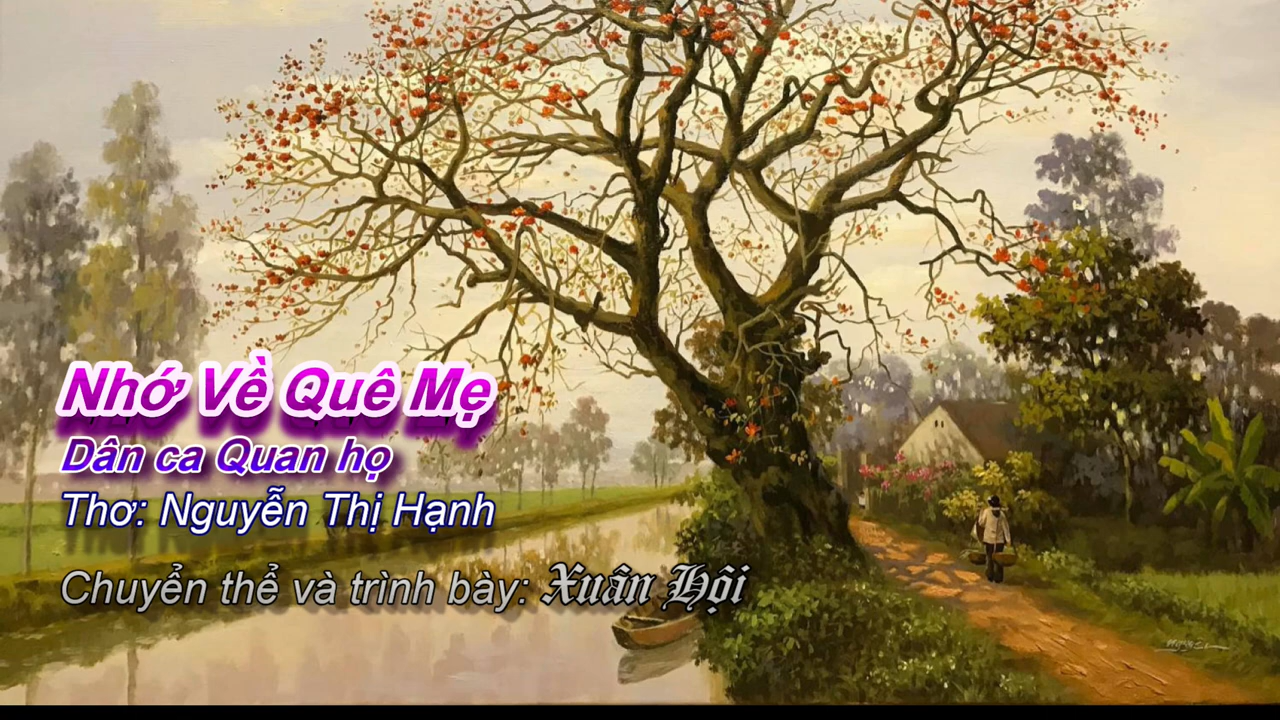 Nhớ Về Quê Mẹ
Dân ca Quan họ
Thơ: Nguyễn Thị Hạnh
Chuyển thể và trình bày: Xuân Hội